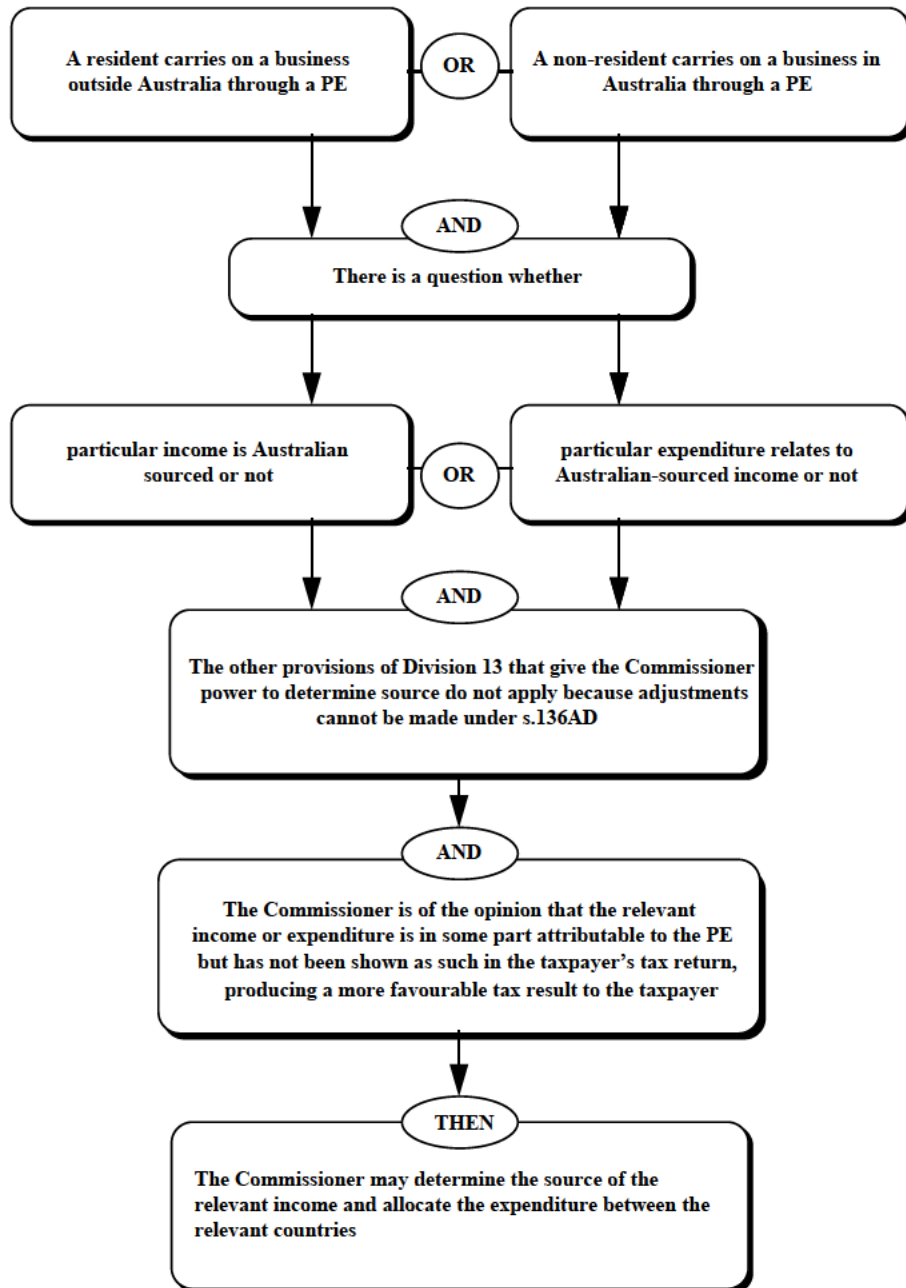 A resident carries on a business
outside Australia through a PE
OR
A non-resident carries on a business in
Australia through a PE
AND
There is a question whether
particular income is Australian
sourced or not
OR
particular expenditure relates to
Australian-sourced income or not
AND
The other provisions of Division 13 that give the Commissioner
power to determine source do not apply because adjustments
cannot be made under s.136AD
AND
The Commissioner is of the opinion that the relevant
income or expenditure is in some part attributable to the PE
but has not been shown as such in the taxpayer's tax return,
producing a more favourable tax result to the taxpayer
THEN
The Commissioner may determine the source of the
relevant income and allocate the expenditure between the
relevant countries